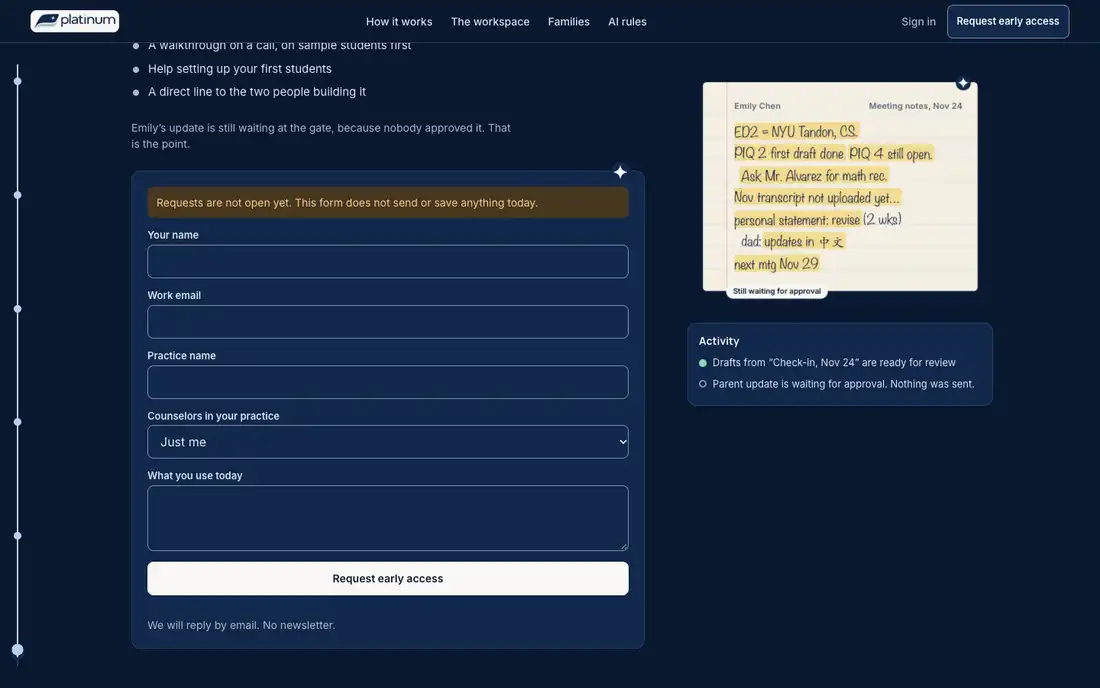 platinum
How it works
The workspace
Families
AI rules
Sign in
Request early access
A walkthrough on a call, on sample students first
Help setting up your first students
A direct line to the two people building it
Emily’s update is still waiting at the gate, because nobody approved it. That
is the point.
Requests are not open yet. This form does not send or save anything today.
Your name
Work email
Practice name
Counselors in your practice
Just me
What you use today
Request early access
We will reply by email. No newsletter.
Emily Chen
Meeting notes, Nov 24
ED2 = NYU Tandon, CS.
PIQ 2 first draft done PIQ 4 still open.
Ask Mr. Alvarez for math rec.
Nov transcript not uploaded yet...
personal statement: revise (2 wks)
dad: updates in 中文
next mtg Nov 29
Still waiting for approval
Activity
Drafts from “Check-in, Nov 24” are ready for review
Parent update is waiting for approval. Nothing was sent.